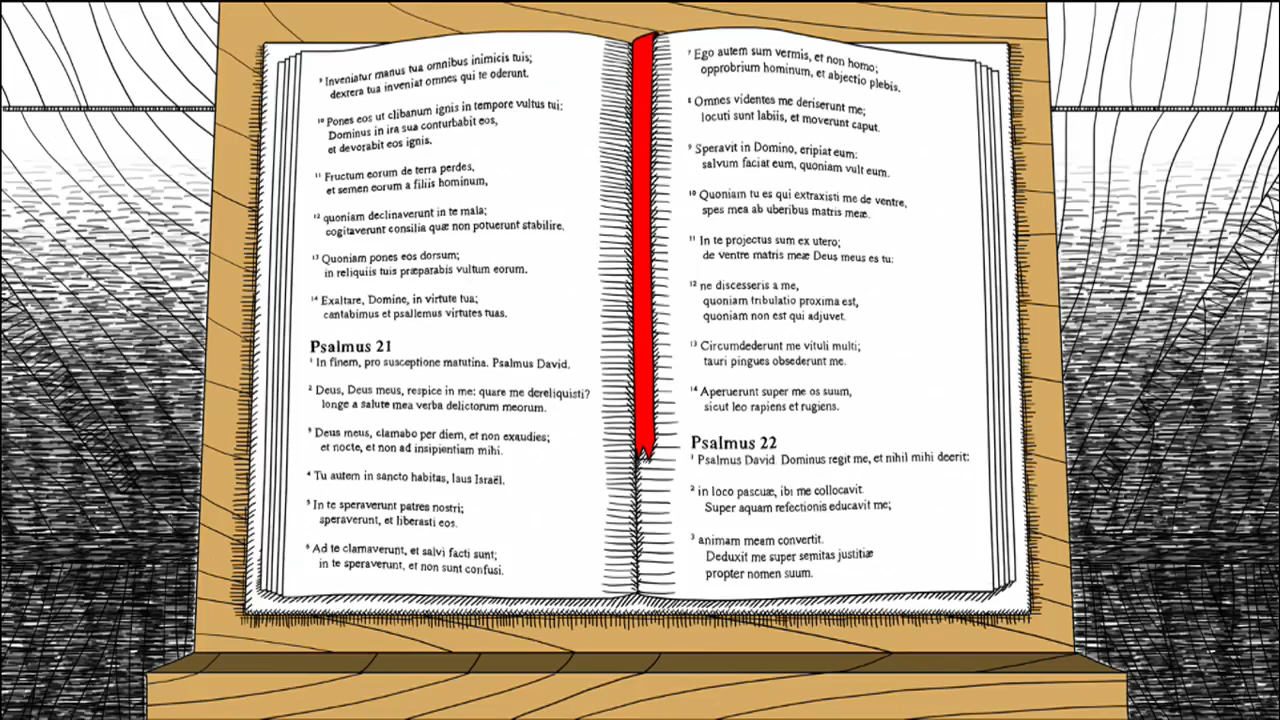 ⁹ Inveniatur manus tua omnibus inimicis tuis;
dextera tua inveniat omnes qui te oderunt.
¹⁰ Pones eos ut clibanum ignis in tempore vultus tui:
Dominus in ira sua conturbabit eos,
et devorabit eos ignis.
¹¹ Fructum eorum de terra perdes,
et semen eorum a filiis hominum,
¹² quoniam declinaverunt in te mala;
cogitaverunt consilia quæ non potuerunt stabilire.
¹³ Quoniam pones eos dorsum;
in reliquiis tuis præparabis vultum eorum.
¹⁴ Exaltare, Domine, in virtute tua;
cantabimus et psallemus virtutes tuas.
Psalmus 21
¹ In finem, pro susceptione matutina. Psalmus David.
² Deus, Deus meus, respice in me: quare me dereliquisti?
longe a salute mea verba delictorum meorum.
³ Deus meus, clamabo per diem, et non exaudies;
et nocte, et non ad insipientiam mihi.
⁴ Tu autem in sancto habitas, laus Israël.
⁵ In te speraverunt patres nostri;
speraverunt, et liberasti eos.
⁶ Ad te clamaverunt, et salvi facti sunt;
in te speraverunt, et non sunt confusi.
⁷ Ego autem sum vermis, et non homo;
opprobrium hominum, et abjectio plebis.
⁸ Omnes videntes me deriserunt me;
locuti sunt labiis, et moverunt caput.
⁹ Speravit in Domino, eripiat eum:
salvum faciat eum, quoniam vult eum.
¹⁰ Quoniam tu es qui extraxisti me de ventre,
spes mea ab uberibus matris meæ.
¹¹ In te projectus sum ex utero;
de ventre matris meæ Deus meus es tu:
¹² ne discesseris a me,
quoniam tribulatio proxima est,
quoniam non est qui adjuvet.
¹³ Circumdederunt me vituli multi;
tauri pingues obsederunt me.
¹⁴ Aperuerunt super me os suum,
sicut leo rapiens et rugiens.
Psalmus 22
¹ Psalmus David. Dominus regit me, et nihil mihi deerit:
² in loco pascuæ, ibi me collocavit.
Super aquam refectionis educavit me;
³ animam meam convertit.
Deduxit me super semitas justitiæ
propter nomen suum.